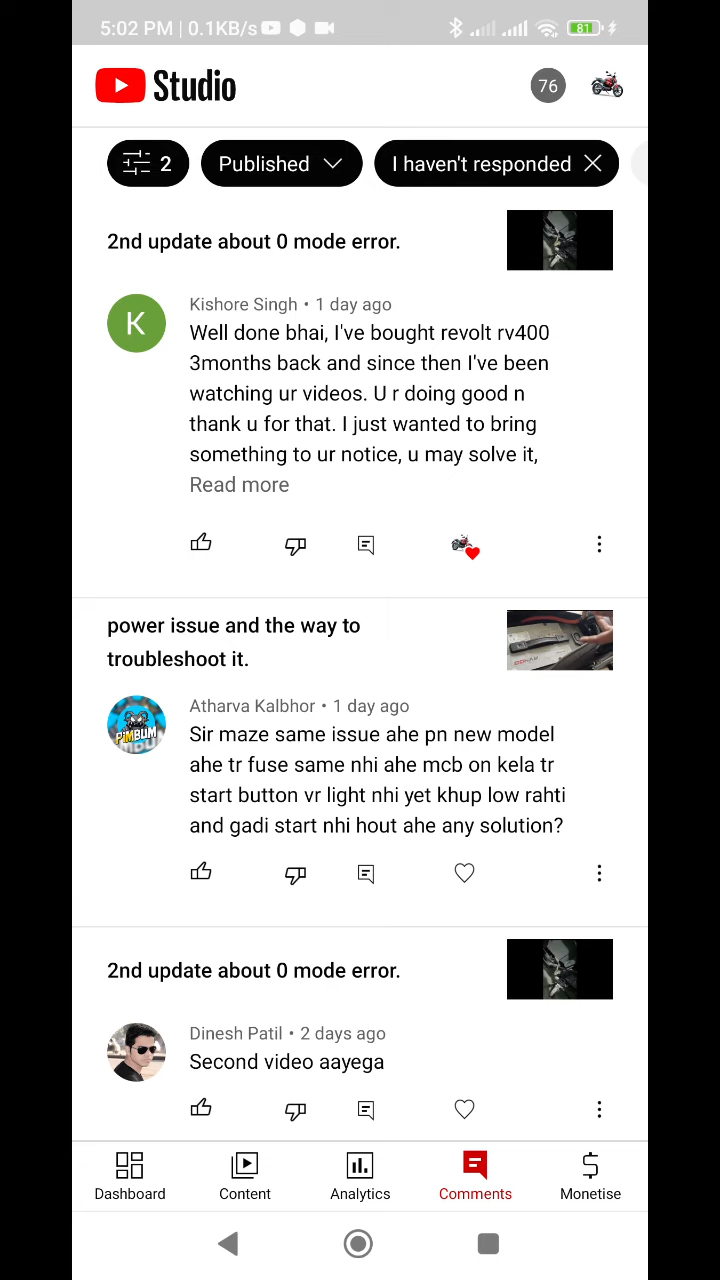 5:02 PM | 0.1KB/s 81
Studio
76
2 Published I haven't responded
2nd update about 0 mode error.
K
Kishore Singh • 1 day ago
Well done bhai, I've bought revolt rv400
3months back and since then I've been
watching ur videos. U r doing good n
thank u for that. I just wanted to bring
something to ur notice, u may solve it,
Read more
power issue and the way to
troubleshoot it.
PiMBUM
Atharva Kalbhor • 1 day ago
Sir maze same issue ahe pn new model
ahe tr fuse same nhi ahe mcb on kela tr
start button vr light nhi yet khup low rahti
and gadi start nhi hout ahe any solution?
2nd update about 0 mode error.
Dinesh Patil • 2 days ago
Second video aayega
Dashboard Content Analytics Comments Monetise